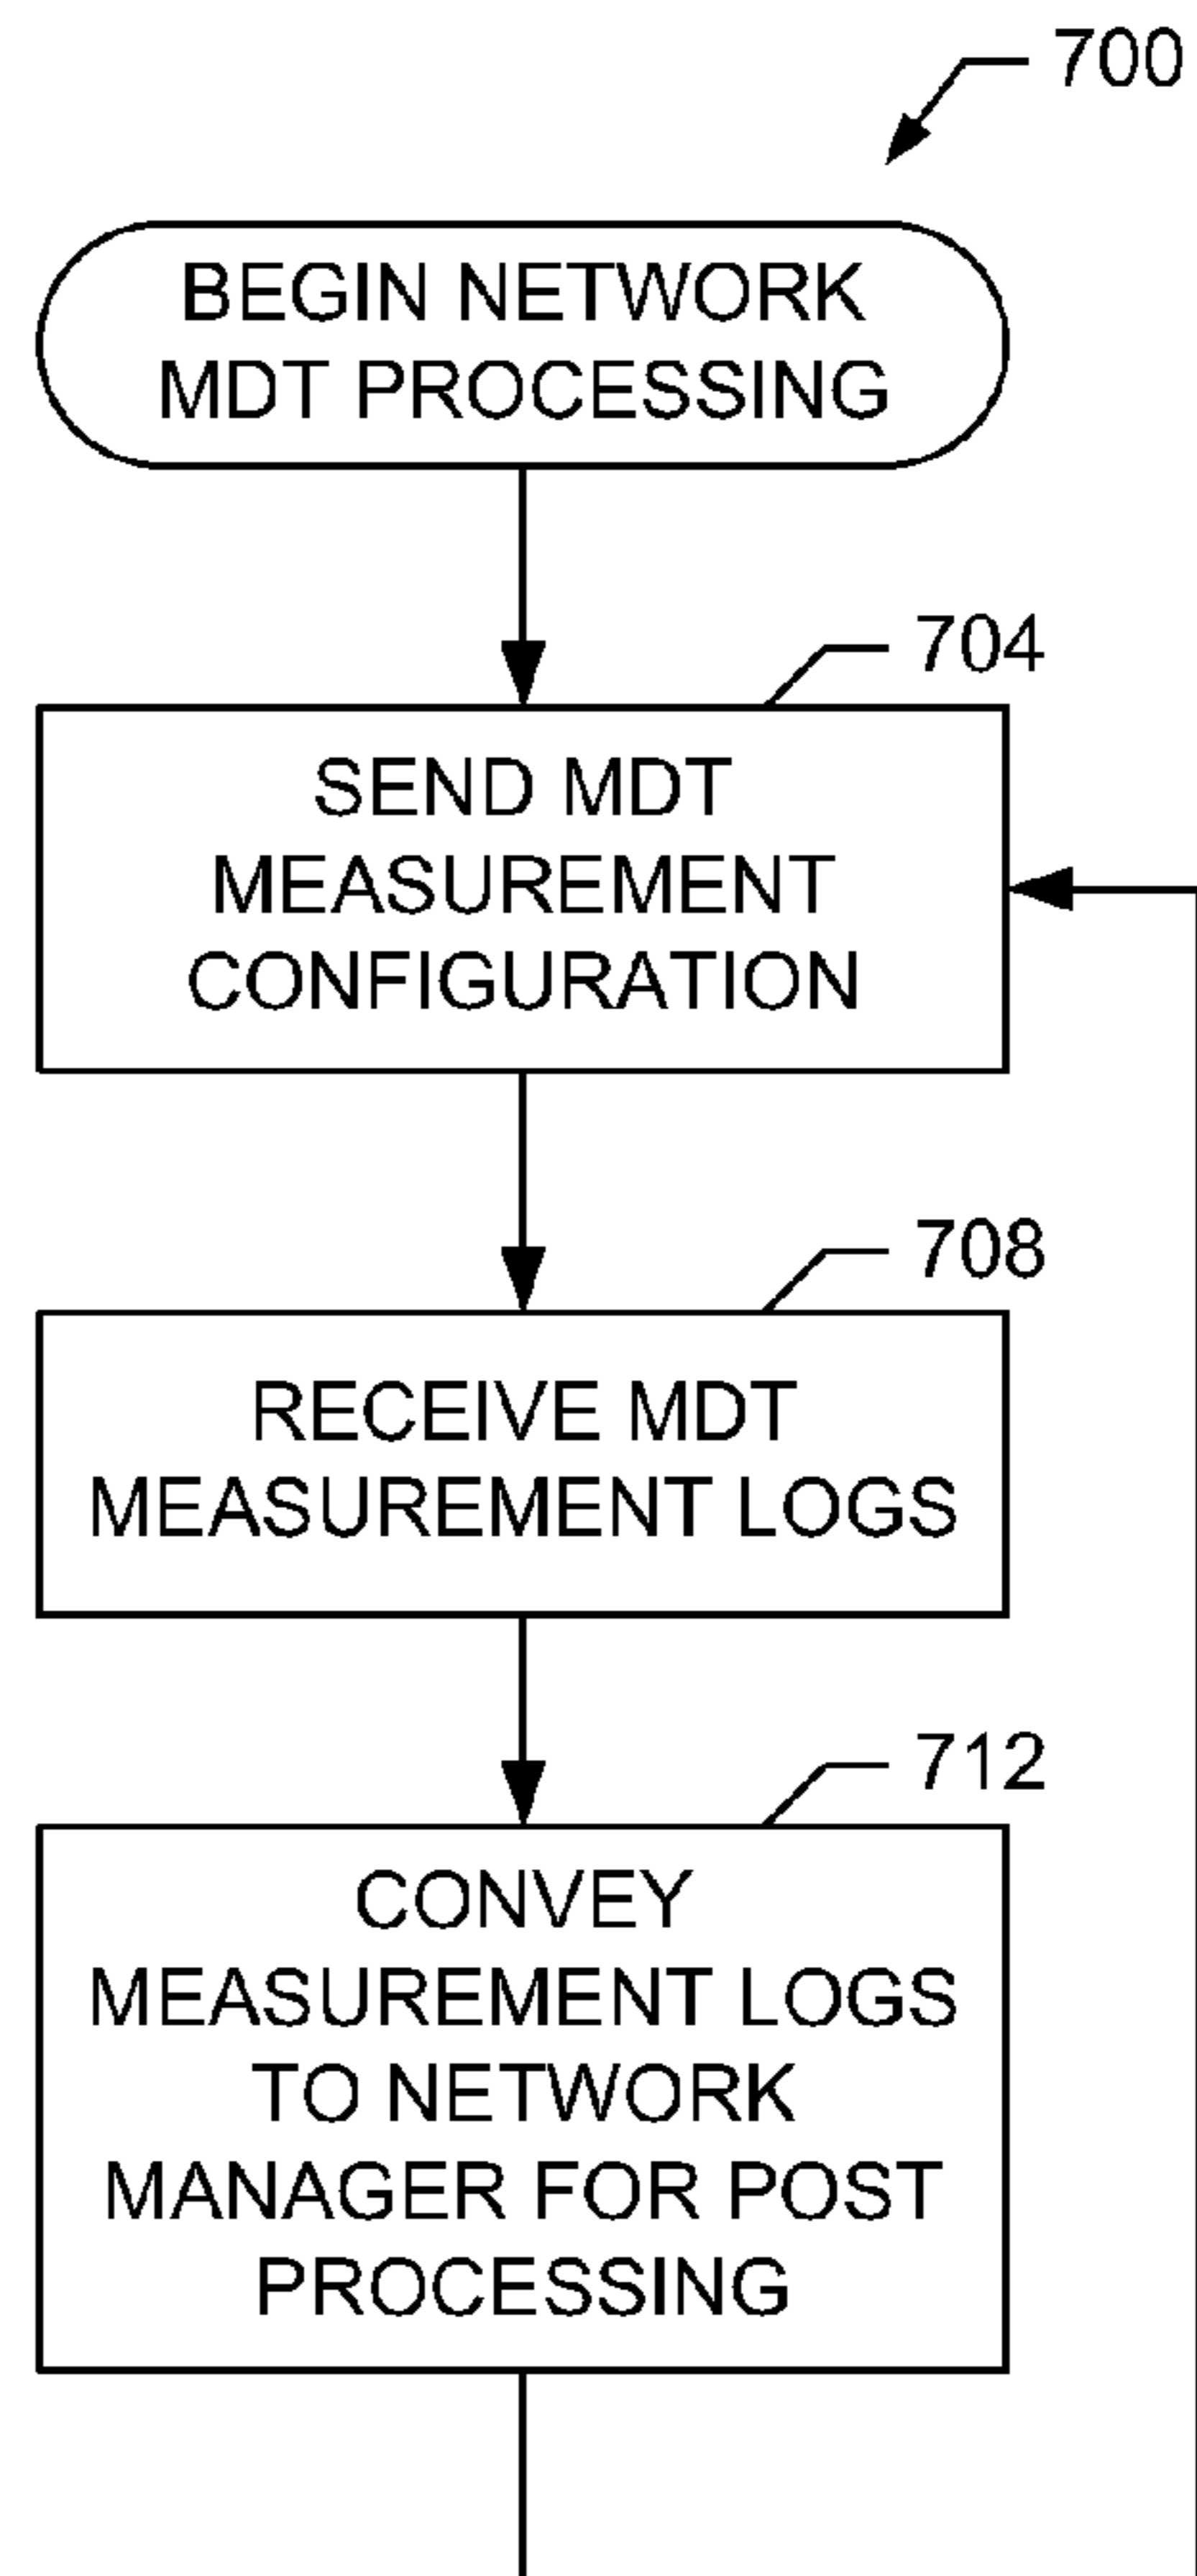 700
BEGIN NETWORK
MDT PROCESSING
704
SEND MDT
MEASUREMENT
CONFIGURATION
708
RECEIVE MDT
MEASUREMENT LOGS
712
CONVEY
MEASUREMENT LOGS
TO NETWORK
MANAGER FOR POST
PROCESSING